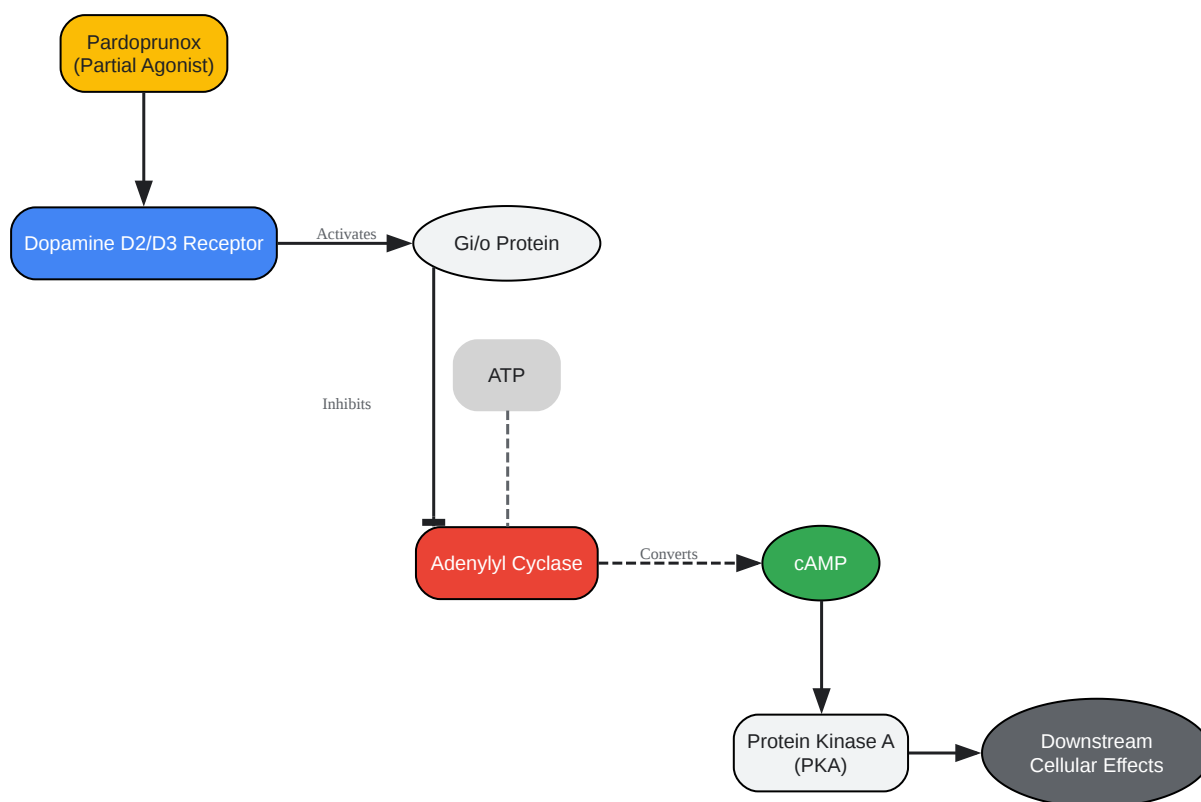 Pardoprunox
(Partial Agonist)
Dopamine D2/D3 Receptor
Activates
Gi/o Protein
ATP
Inhibits
Adenylyl Cyclase
Converts
cAMP
Protein Kinase A
(PKA)
Downstream
Cellular Effects